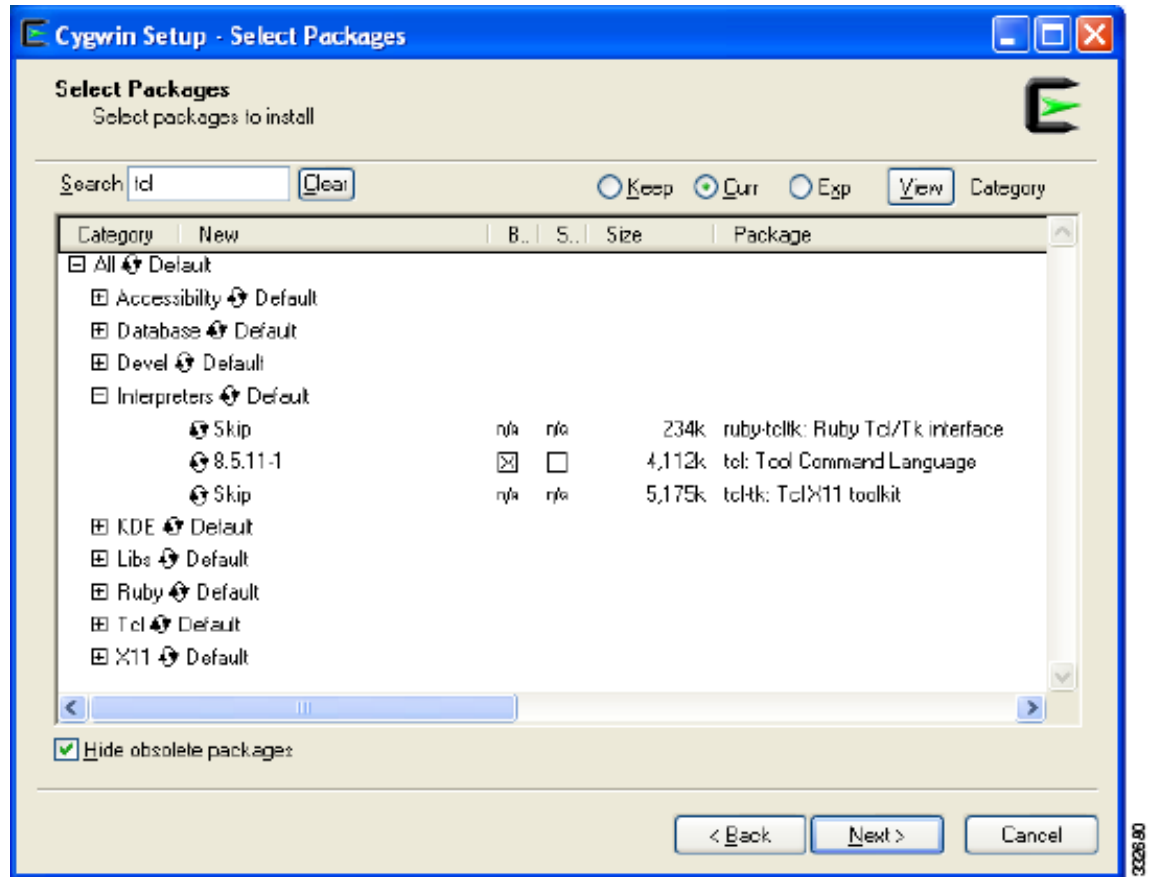 Cygwin Setup - Select Packages
Select Packages
Select packages to install
Search tcl Clear Keep Curr Exp View Category
Category New B... S... Size Package
All Default
Accessibility Default
Database Default
Devel Default
Interpreters Default
Skip n/a n/a 234k ruby-tcltk: Ruby Tcl/Tk interface
8.5.11-1 4,112k tcl: Tool Command Language
Skip n/a n/a 5,175k tcl-tk: Tcl X11 toolkit
KDE Default
Libs Default
Ruby Default
Tcl Default
X11 Default
Hide obsolete packages
< Back Next > Cancel
332680